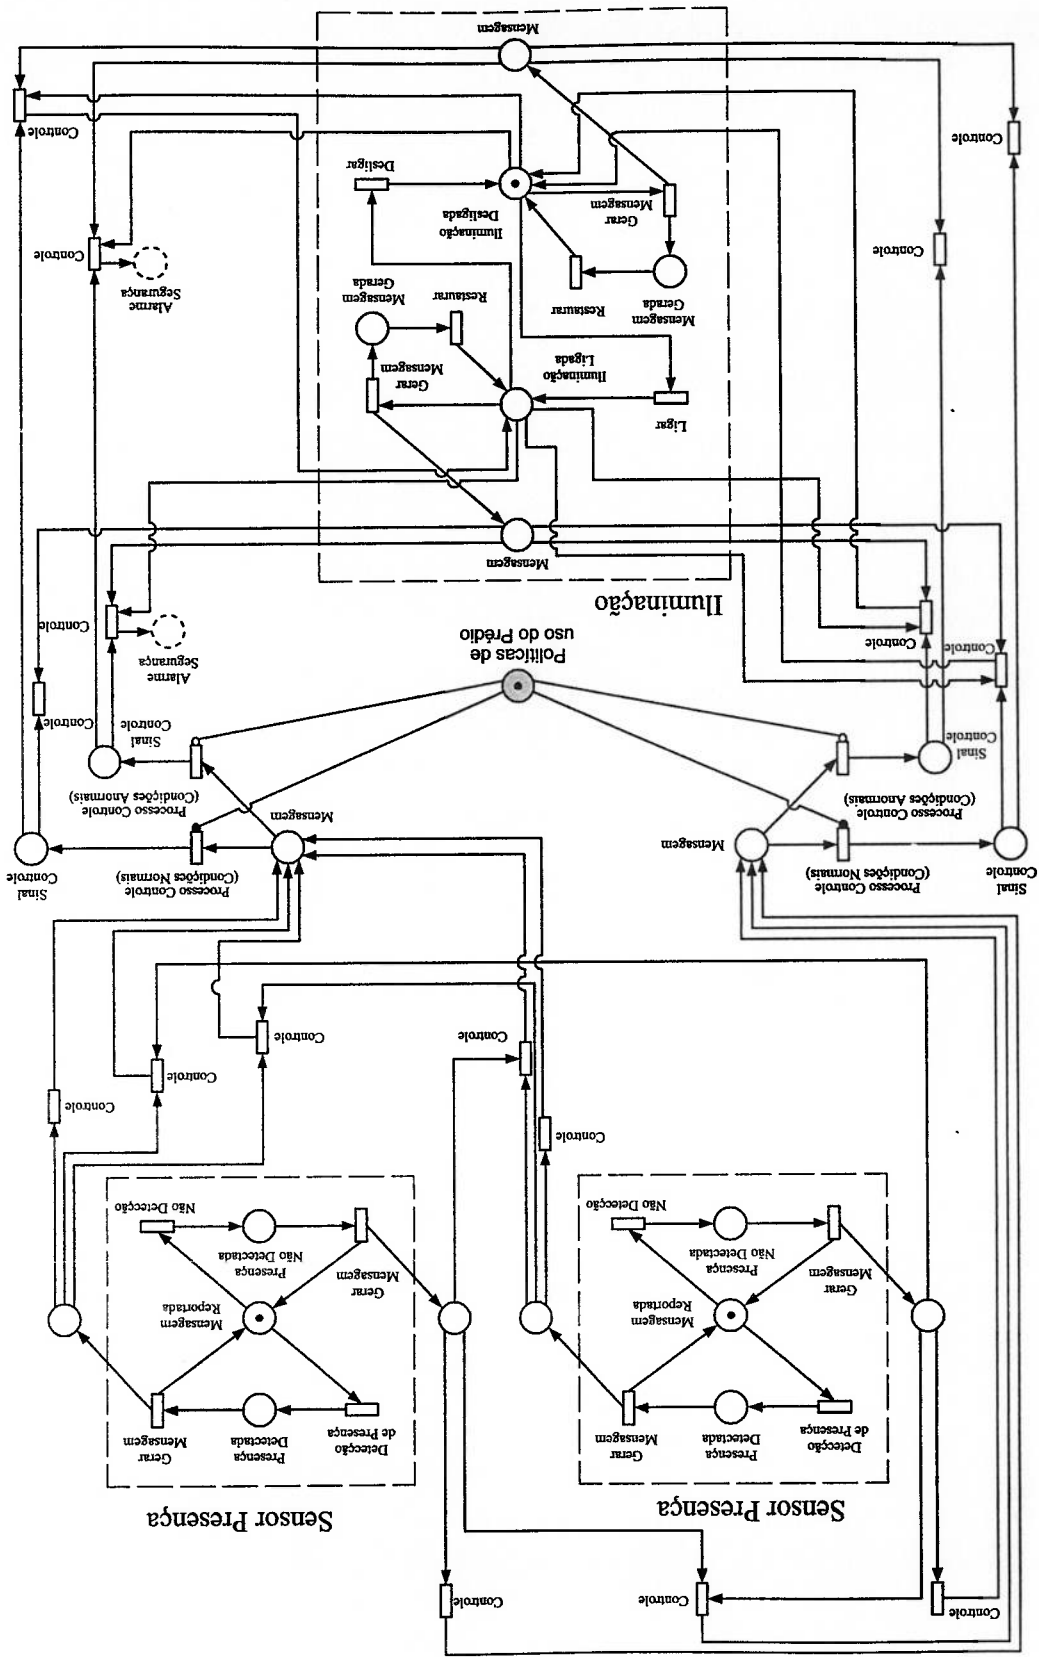 Controle
Controle
Controle
Sensor Presença
Sensor Presença
Detecção
de Presença
Presença
Detectada
Gerar
Mensagem
Detecção
de Presença
Presença
Detectada
Gerar
Mensagem
Mensagem
Reportada
Mensagem
Reportada
Gerar
Mensagem
Presença
Não Detectada
Não Detecção
Gerar
Mensagem
Presença
Não Detectada
Não Detecção
Controle
Controle
Controle
Controle
Controle
Sinal
Controle
Processo Controle
(Condições Normais)
Processo Controle
(Condições Normais)
Sinal
Controle
Mensagem
Mensagem
Processo Controle
(Condições Anormais)
Processo Controle
(Condições Anormais)
Sinal
Controle
Sinal
Controle
Controle
Políticas de
uso do Prédio
Alarme
Segurança
Controle
Controle
Controle
Iluminação
Mensagem
Ligar
Iluminação
Ligada
Gerar
Mensagem
Mensagem
Gerada
Restaurar
Restaurar
Mensagem
Gerada
Alarme
Segurança
Controle
Controle
Iluminação
Desligada
Gerar
Mensagem
Desligar
Controle
Controle
Mensagem